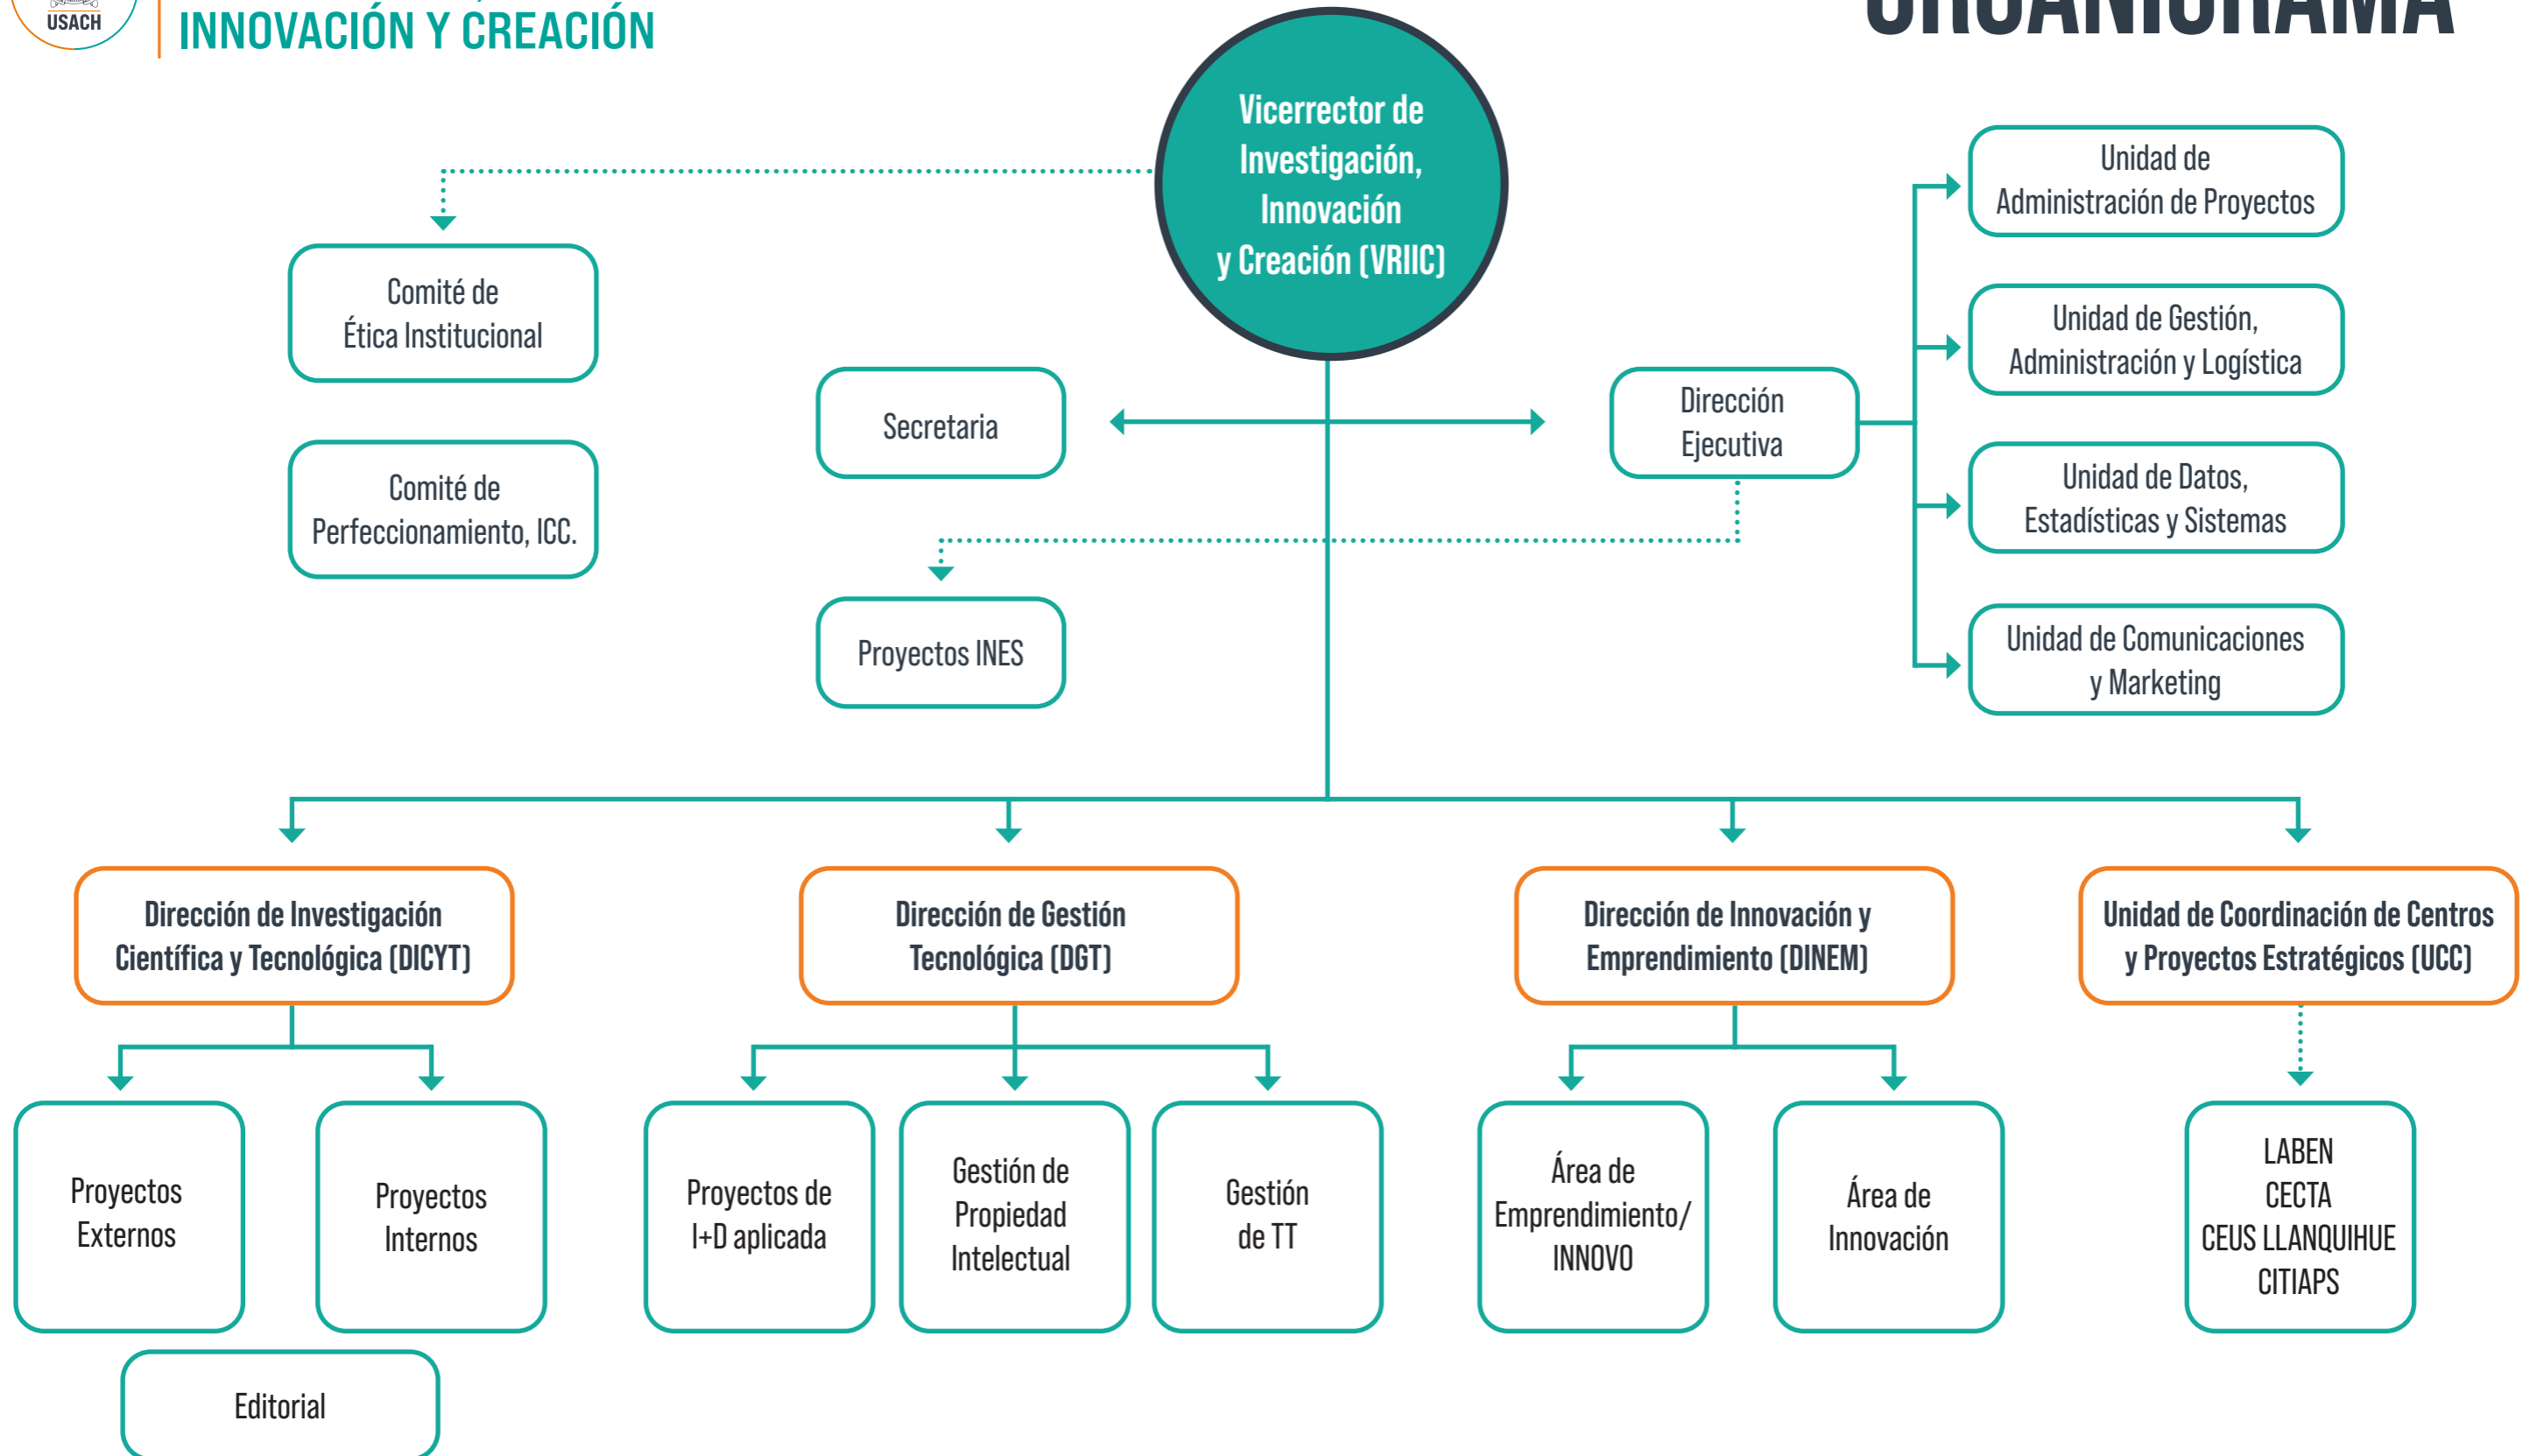 USACH
INNOVACIÓN Y CREACIÓN
ORGANIGRAMA
Vicerrector de
Investigación,
Innovación
y Creación (VRIIC)
Comité de
Ética Institucional
Comité de
Perfeccionamiento, ICC.
Secretaria
Dirección
Ejecutiva
Proyectos INES
Unidad de
Administración de Proyectos
Unidad de Gestión,
Administración y Logística
Unidad de Datos,
Estadísticas y Sistemas
Unidad de Comunicaciones
y Marketing
Dirección de Investigación
Científica y Tecnológica (DICYT)
Dirección de Gestión
Tecnológica (DGT)
Dirección de Innovación y
Emprendimiento (DINEM)
Unidad de Coordinación de Centros
y Proyectos Estratégicos (UCC)
Proyectos
Externos
Proyectos
Internos
Proyectos de
I+D aplicada
Gestión de
Propiedad
Intelectual
Gestión
de TT
Área de
Emprendimiento/
INNOVO
Área de
Innovación
LABEN
CECTA
CEUS LLANQUIHUE
CITIAPS
Editorial